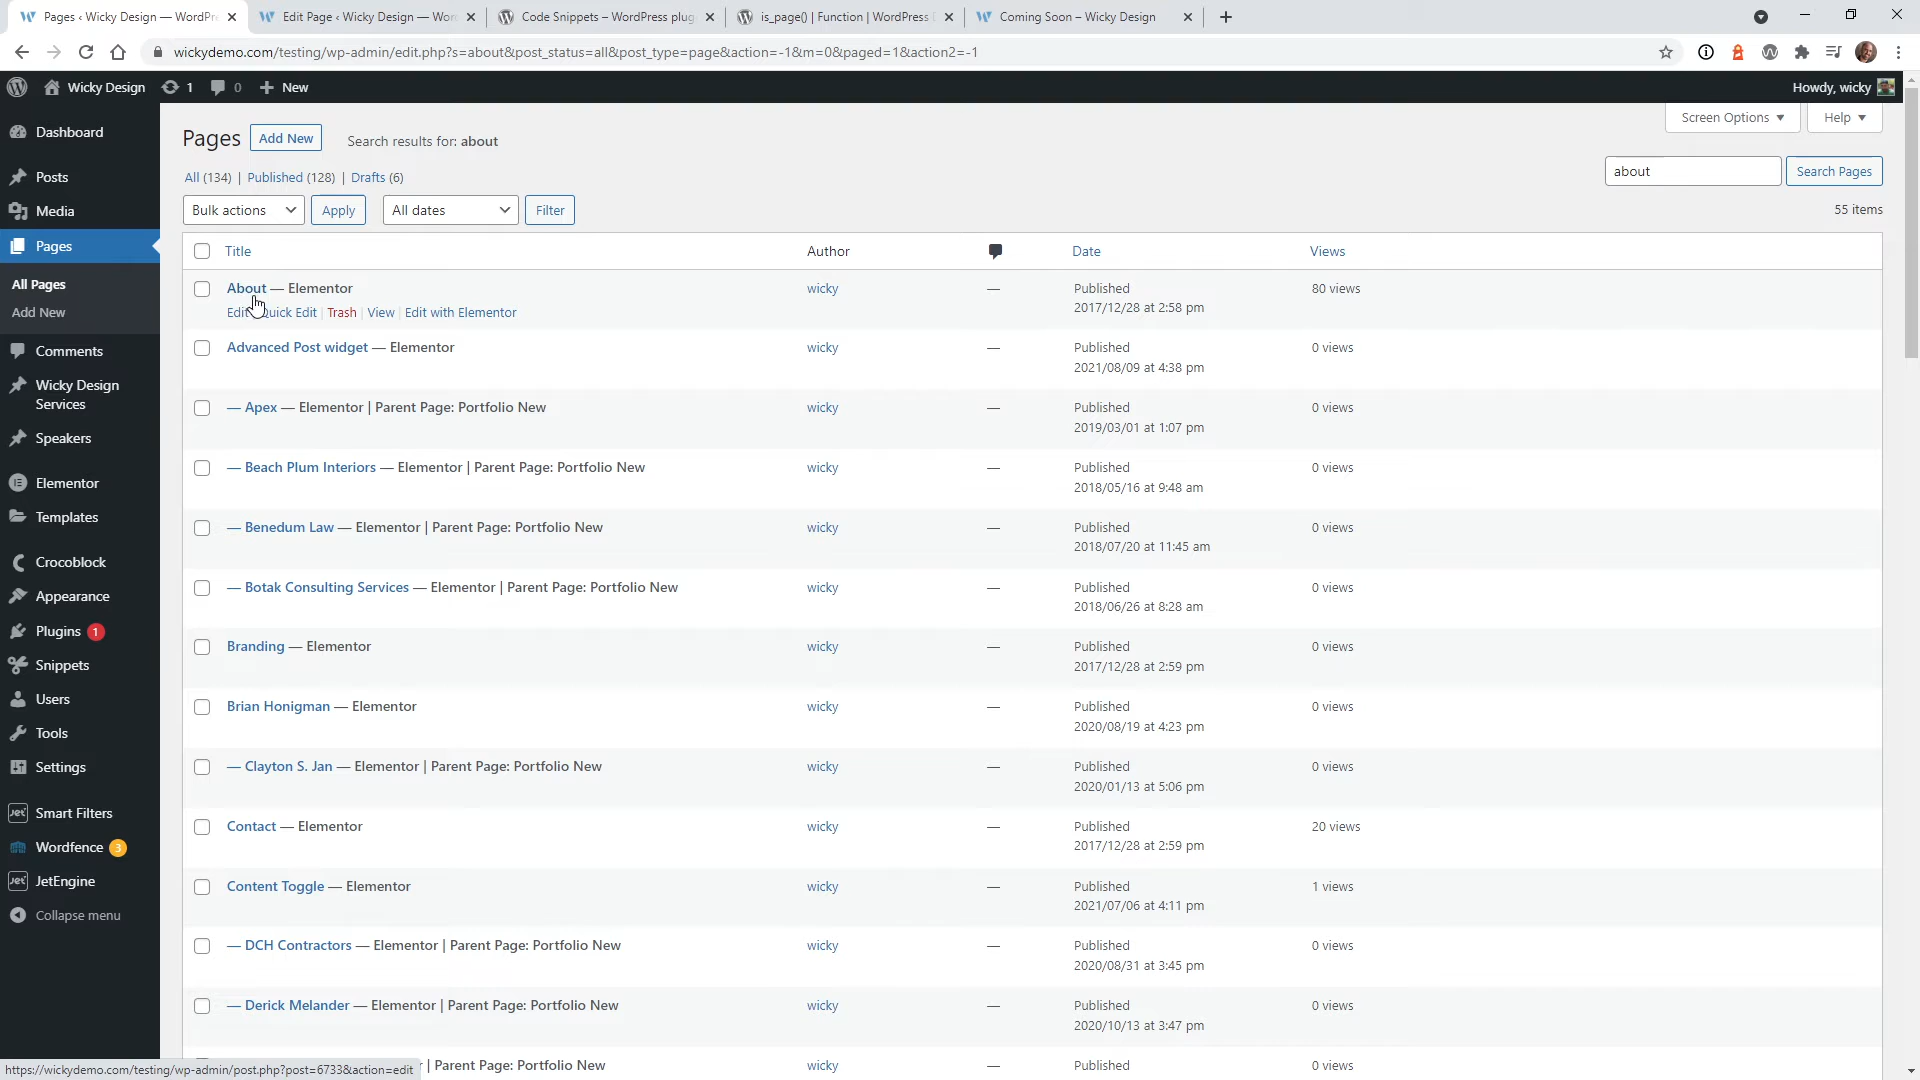 Pages ‹ Wicky Design — WordPr
Edit Page ‹ Wicky Design — Wor
Code Snippets – WordPress plug
is_page() | Function | WordPress
Coming Soon – Wicky Design
wickydemo.com/testing/wp-admin/edit.php?s=about&post_status=all&post_type=page&action=-1&m=0&paged=1&action2=-1
Wicky Design 1 0 New
Howdy, wicky
Screen Options Help
Dashboard
Posts
Media
Pages
All Pages
Add New
Comments
Wicky Design
Services
Speakers
Elementor
Templates
Crocoblock
Appearance
Plugins 1
Snippets
Users
Tools
Settings
Smart Filters
Wordfence 3
JetEngine
Collapse menu
Pages Add New Search results for: about
All (134) | Published (128) | Drafts (6)
about Search Pages
Bulk actions Apply All dates Filter 55 items
Title Author Date Views
About — Elementor wicky — Published 80 views
2017/12/28 at 2:58 pm
Edit Quick Edit | Trash | View | Edit with Elementor
Advanced Post widget — Elementor wicky — Published 0 views
2021/08/09 at 4:38 pm
— Apex — Elementor | Parent Page: Portfolio New wicky — Published 0 views
2019/03/01 at 1:07 pm
— Beach Plum Interiors — Elementor | Parent Page: Portfolio New wicky — Published 0 views
2018/05/16 at 9:48 am
— Benedum Law — Elementor | Parent Page: Portfolio New wicky — Published 0 views
2018/07/20 at 11:45 am
— Botak Consulting Services — Elementor | Parent Page: Portfolio New wicky — Published 0 views
2018/06/26 at 8:28 am
Branding — Elementor wicky — Published 0 views
2017/12/28 at 2:59 pm
Brian Honigman — Elementor wicky — Published 0 views
2020/08/19 at 4:23 pm
— Clayton S. Jan — Elementor | Parent Page: Portfolio New wicky — Published 0 views
2020/01/13 at 5:06 pm
Contact — Elementor wicky — Published 20 views
2017/12/28 at 2:59 pm
Content Toggle — Elementor wicky — Published 1 views
2021/07/06 at 4:11 pm
— DCH Contractors — Elementor | Parent Page: Portfolio New wicky — Published 0 views
2020/08/31 at 3:45 pm
— Derick Melander — Elementor | Parent Page: Portfolio New wicky — Published 0 views
2020/10/13 at 3:47 pm
| Parent Page: Portfolio New wicky — Published 0 views
https://wickydemo.com/testing/wp-admin/post.php?post=6733&action=edit